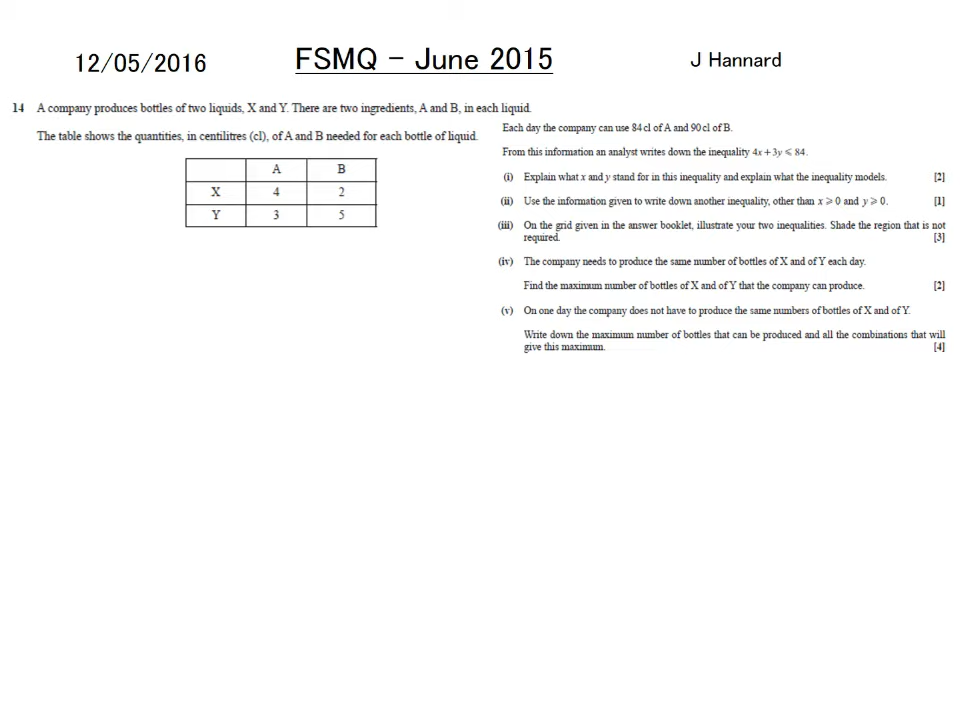 12/05/2016
FSMQ - June 2015
J Hannard
14 A company produces bottles of two liquids, X and Y. There are two ingredients, A and B, in each liquid.
The table shows the quantities, in centilitres (cl), of A and B needed for each bottle of liquid.
A B
X 4 2
Y 3 5
Each day the company can use 84 cl of A and 90 cl of B.
From this information an analyst writes down the inequality 4x + 3y ⩽ 84.
(i) Explain what x and y stand for in this inequality and explain what the inequality models. [2]
(ii) Use the information given to write down another inequality, other than x ⩾ 0 and y ⩾ 0. [1]
(iii) On the grid given in the answer booklet, illustrate your two inequalities. Shade the region that is not
required. [3]
(iv) The company needs to produce the same number of bottles of X and of Y each day.
Find the maximum number of bottles of X and of Y that the company can produce. [2]
(v) On one day the company does not have to produce the same numbers of bottles of X and of Y.
Write down the maximum number of bottles that can be produced and all the combinations that will
give this maximum. [4]